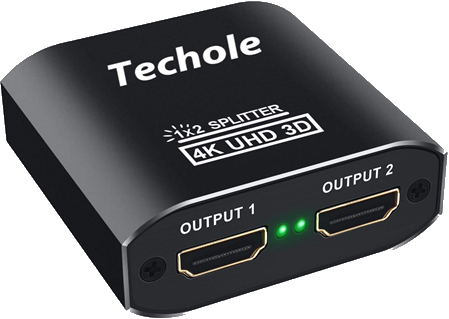 Techole
1x2 SPLITTER
4K UHD 3D
OUTPUT 1
OUTPUT 2